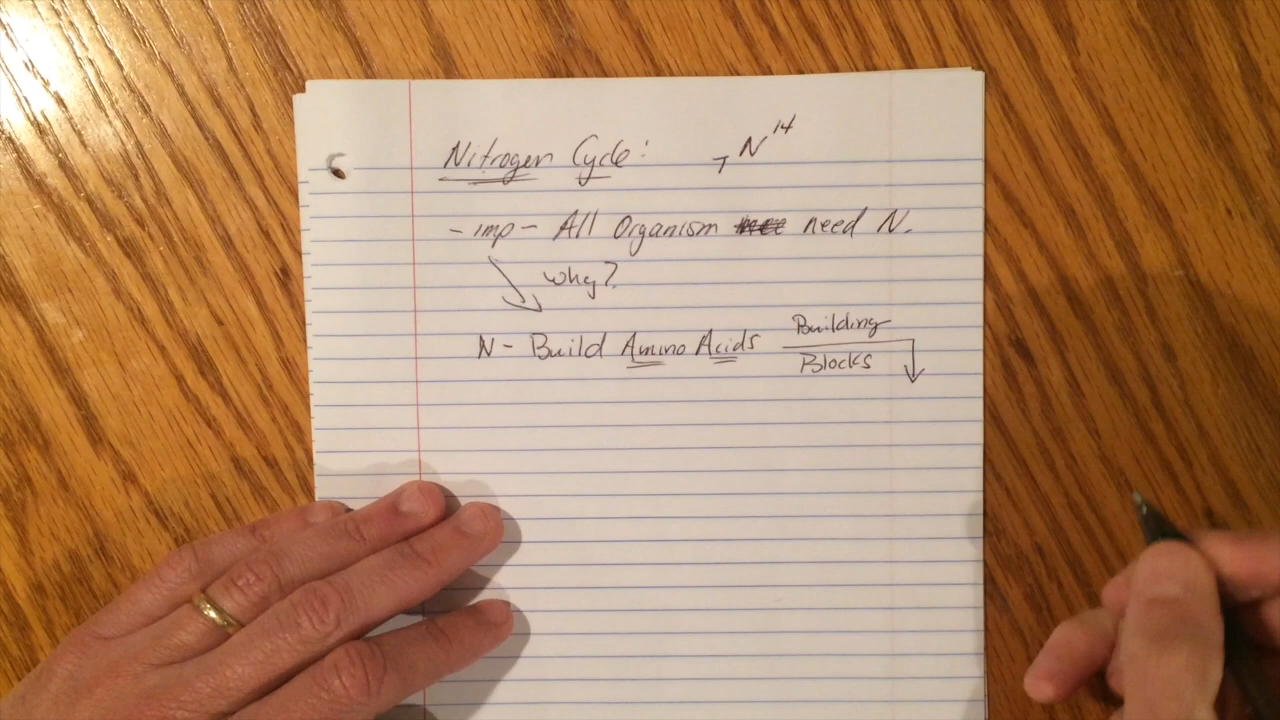 Nitrogen Cycle: 7N14
- imp - All Organism need N.
why?
N - Build Amino Acids Building
Blocks